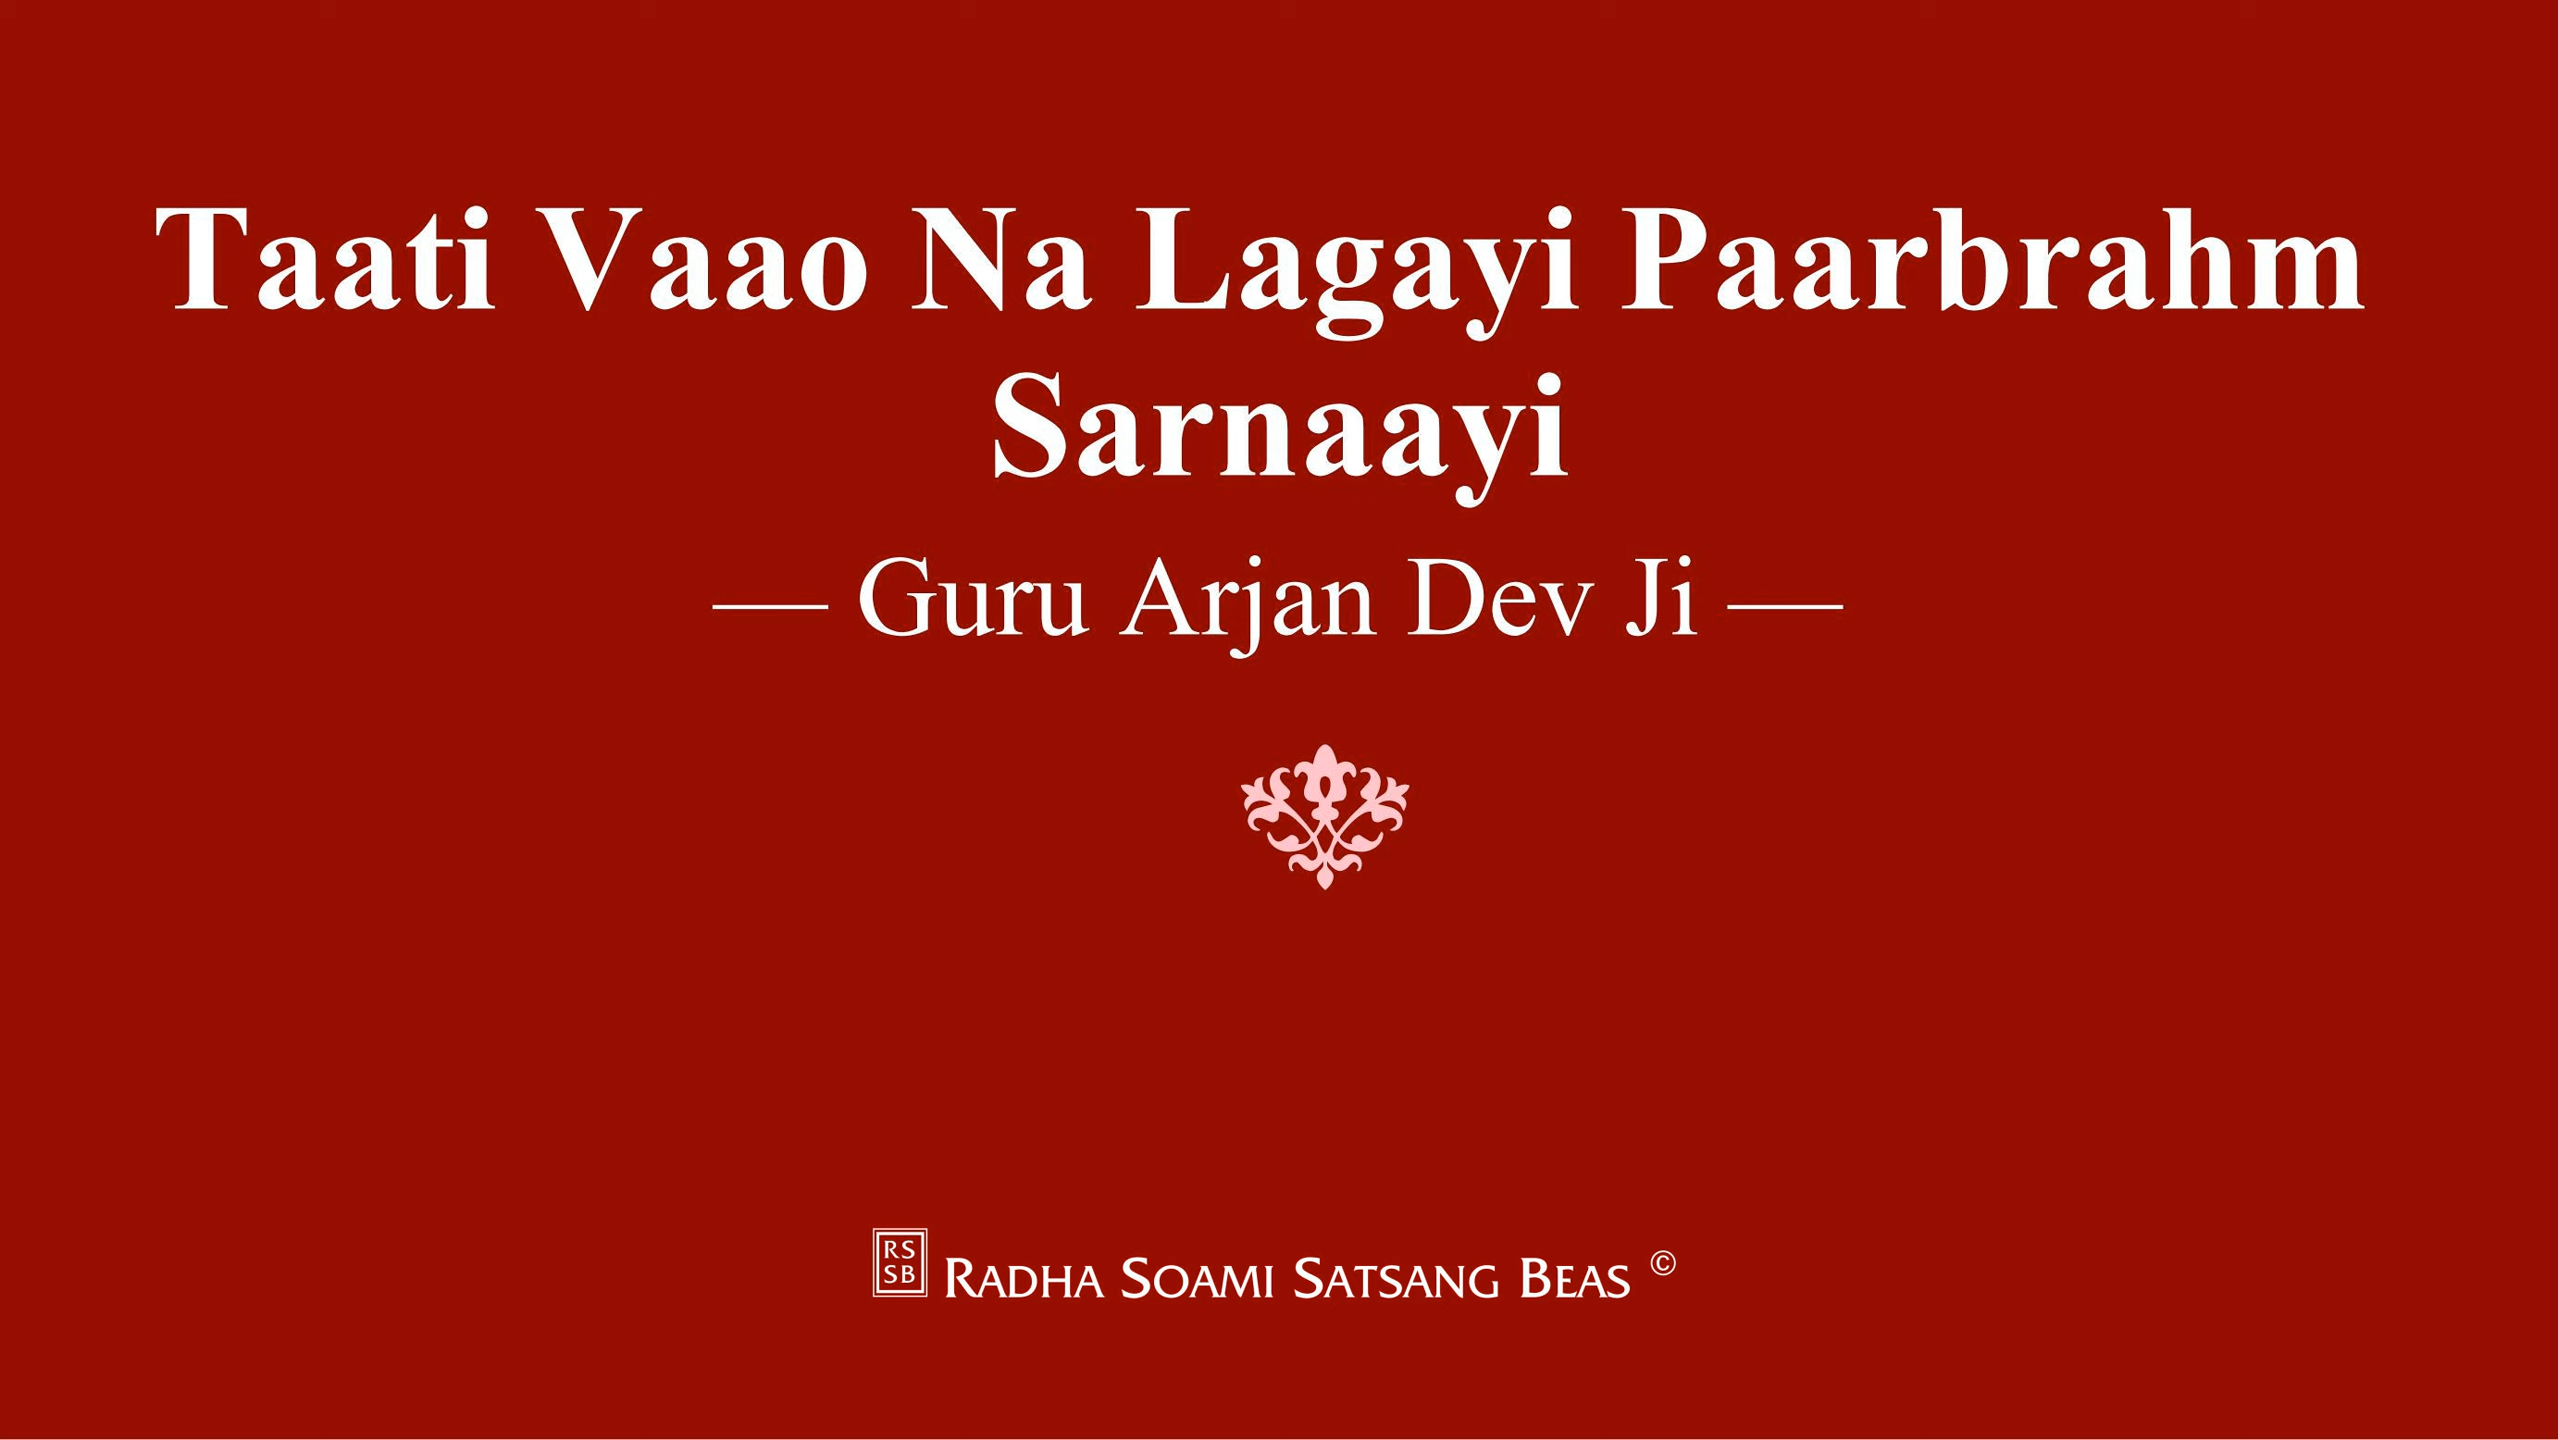 Taati Vaao Na Lagayi Paarbrahm
Sarnaayi
— Guru Arjan Dev Ji —
RS
SB
RADHA SOAMI SATSANG BEAS ©